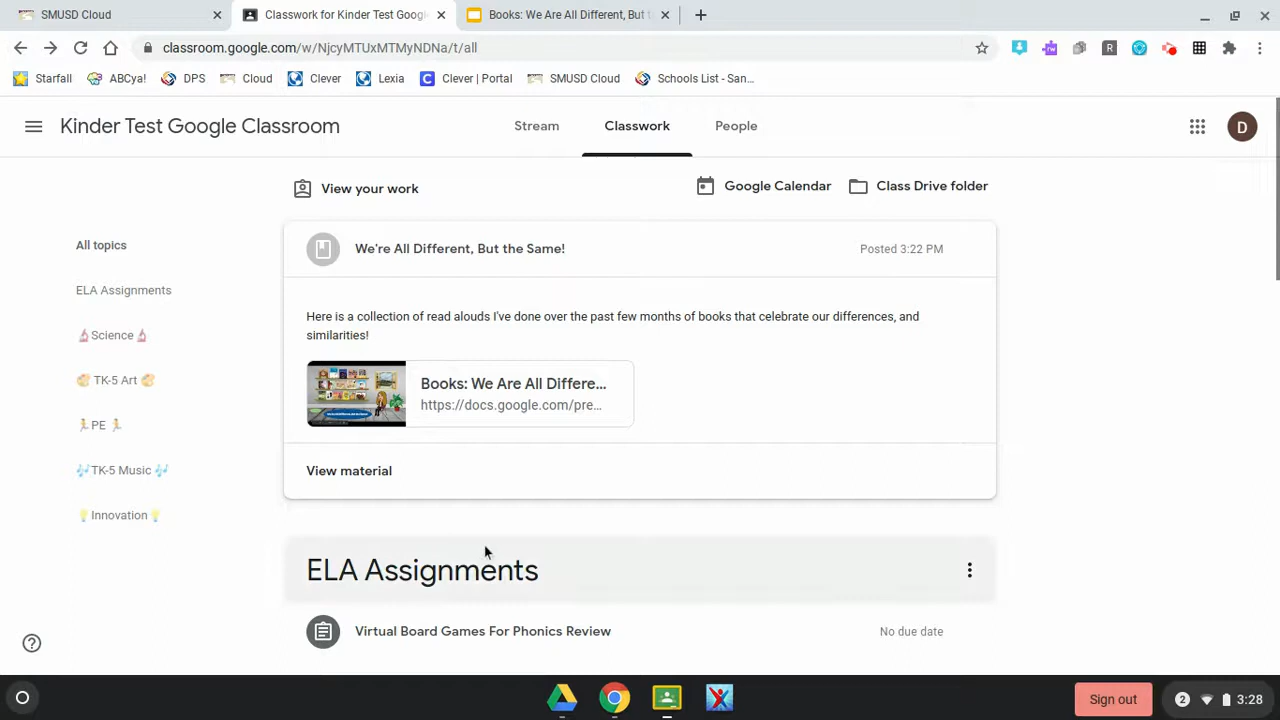 SMUSD Cloud
Classwork for Kinder Test Googl
Books: We Are All Different, But t
classroom.google.com/w/NjcyMTUxMTMyNDNa/t/all
Starfall
ABCya!
DPS
Cloud
Clever
Lexia
Clever | Portal
SMUSD Cloud
Schools List - San...
Kinder Test Google Classroom
Stream
Classwork
People
D
View your work
Google Calendar
Class Drive folder
All topics
ELA Assignments
Science
TK-5 Art
PE
TK-5 Music
Innovation
We're All Different, But the Same!
Posted 3:22 PM
Here is a collection of read alouds I've done over the past few months of books that celebrate our differences, and
similarities!
Books: We Are All Differe...
https://docs.google.com/pre...
View material
ELA Assignments
Virtual Board Games For Phonics Review
No due date
Sign out
2
3:28